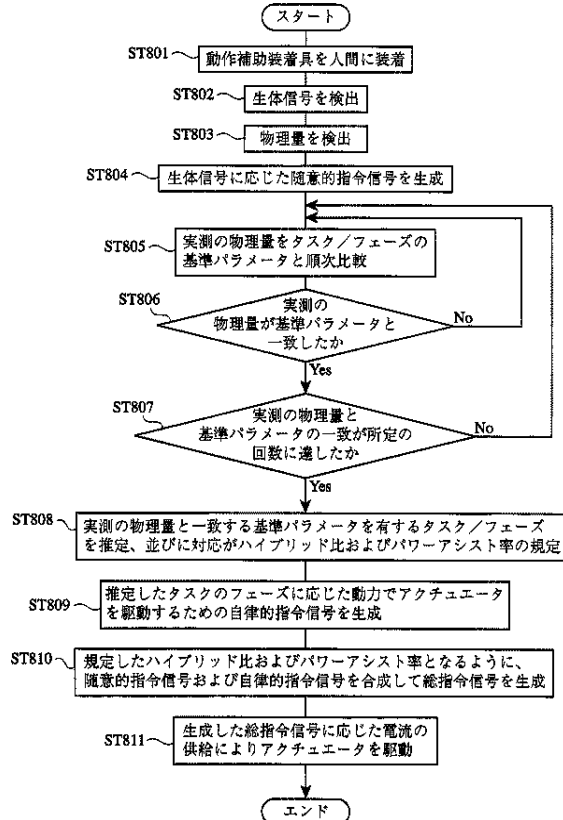 スタート
ST801
動作補助装着具を人間に装着
ST802
生体信号を検出
ST803
物理量を検出
ST804
生体信号に応じた随意的指令信号を生成
ST805
実測の物理量をタスク／フェーズの
基準パラメータと順次比較
ST806
実測の
物理量が基準パラメータと
一致したか
No
Yes
ST807
実測の物理量と
基準パラメータの一致が所定の
回数に達したか
No
Yes
ST808
実測の物理量と一致する基準パラメータを有するタスク／フェーズ
を推定、並びに対応がハイブリッド比およびパワーアシスト率の規定
ST809
推定したタスクのフェーズに応じた動力でアクチュエータ
を駆動するための自律的指令信号を生成
ST810
規定したハイブリッド比およびパワーアシスト率となるように、
随意的指令信号および自律的指令信号を合成して総指令信号を生成
ST811
生成した総指令信号に応じた電流の
供給によりアクチュエータを駆動
エンド